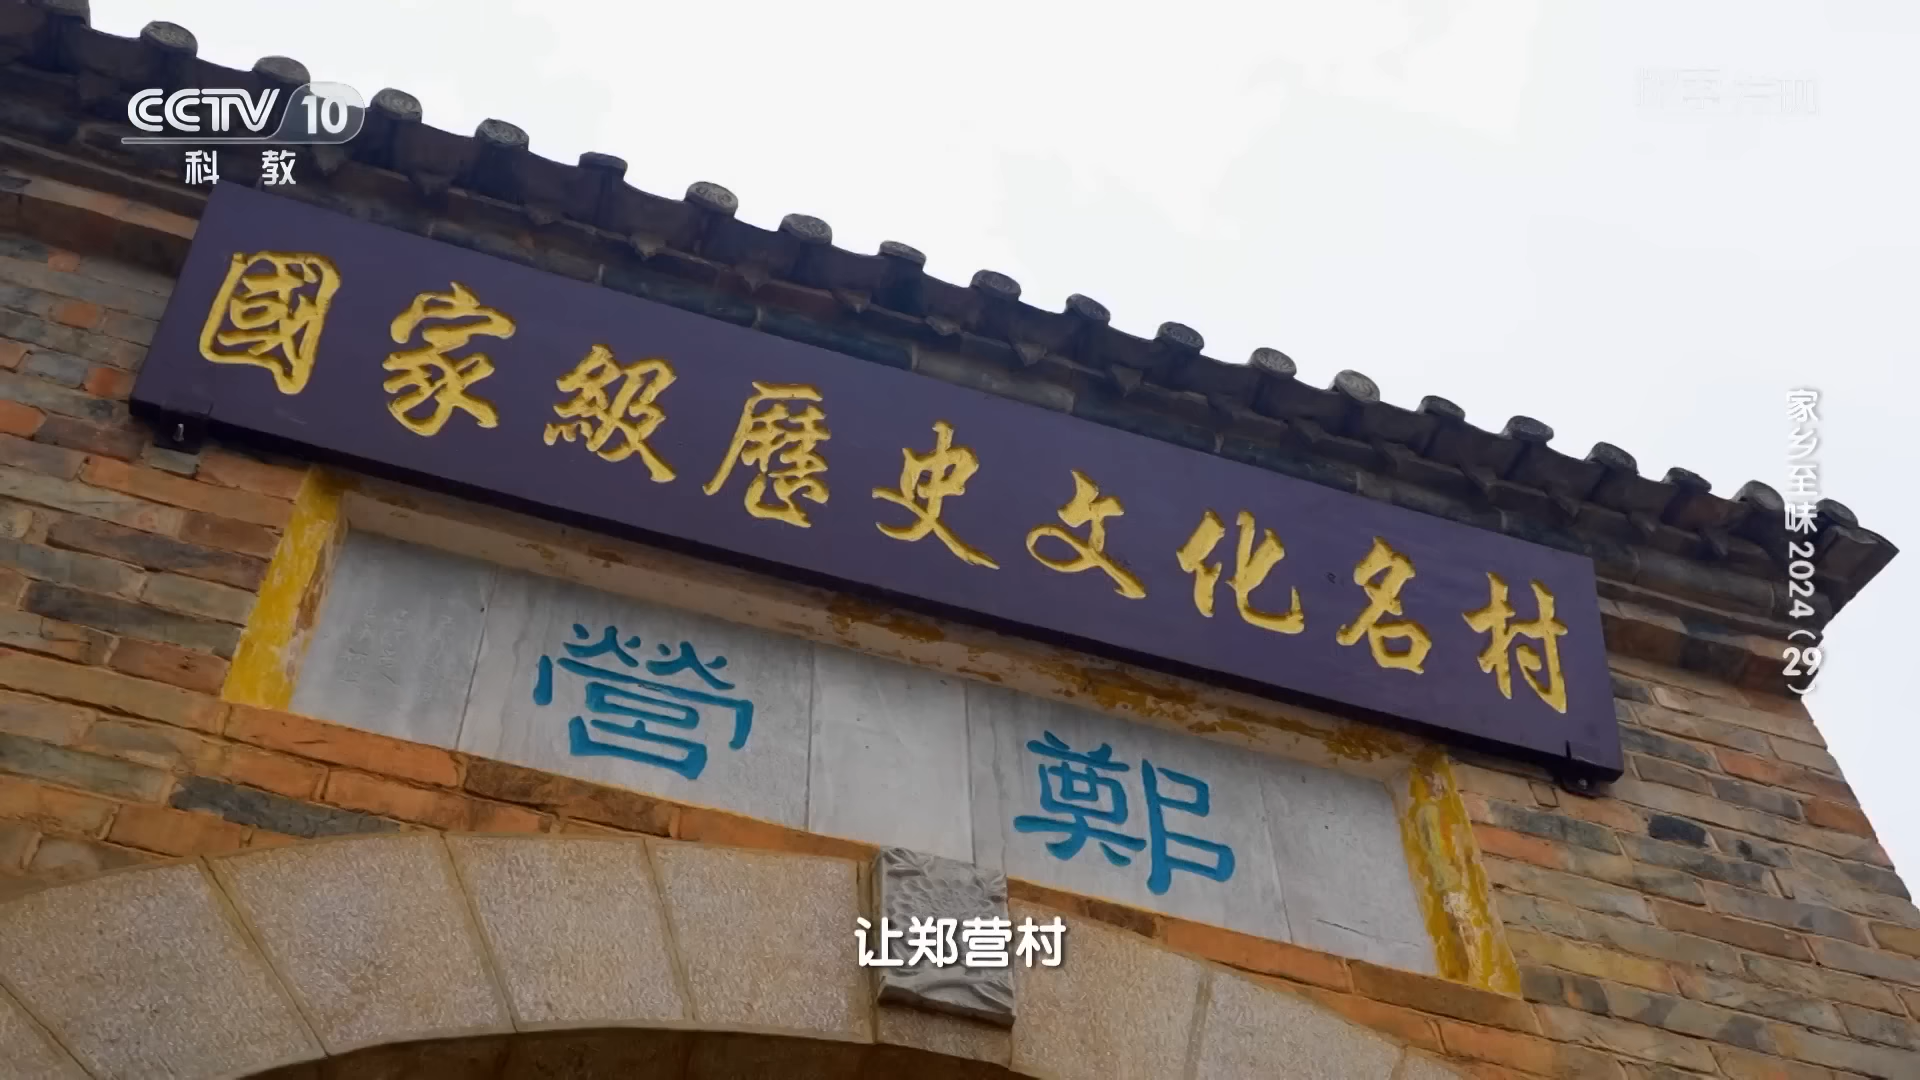 CCTV 10
科 教
國家級歷史文化名村
營鄭
家乡至味2024（29）
让郑营村